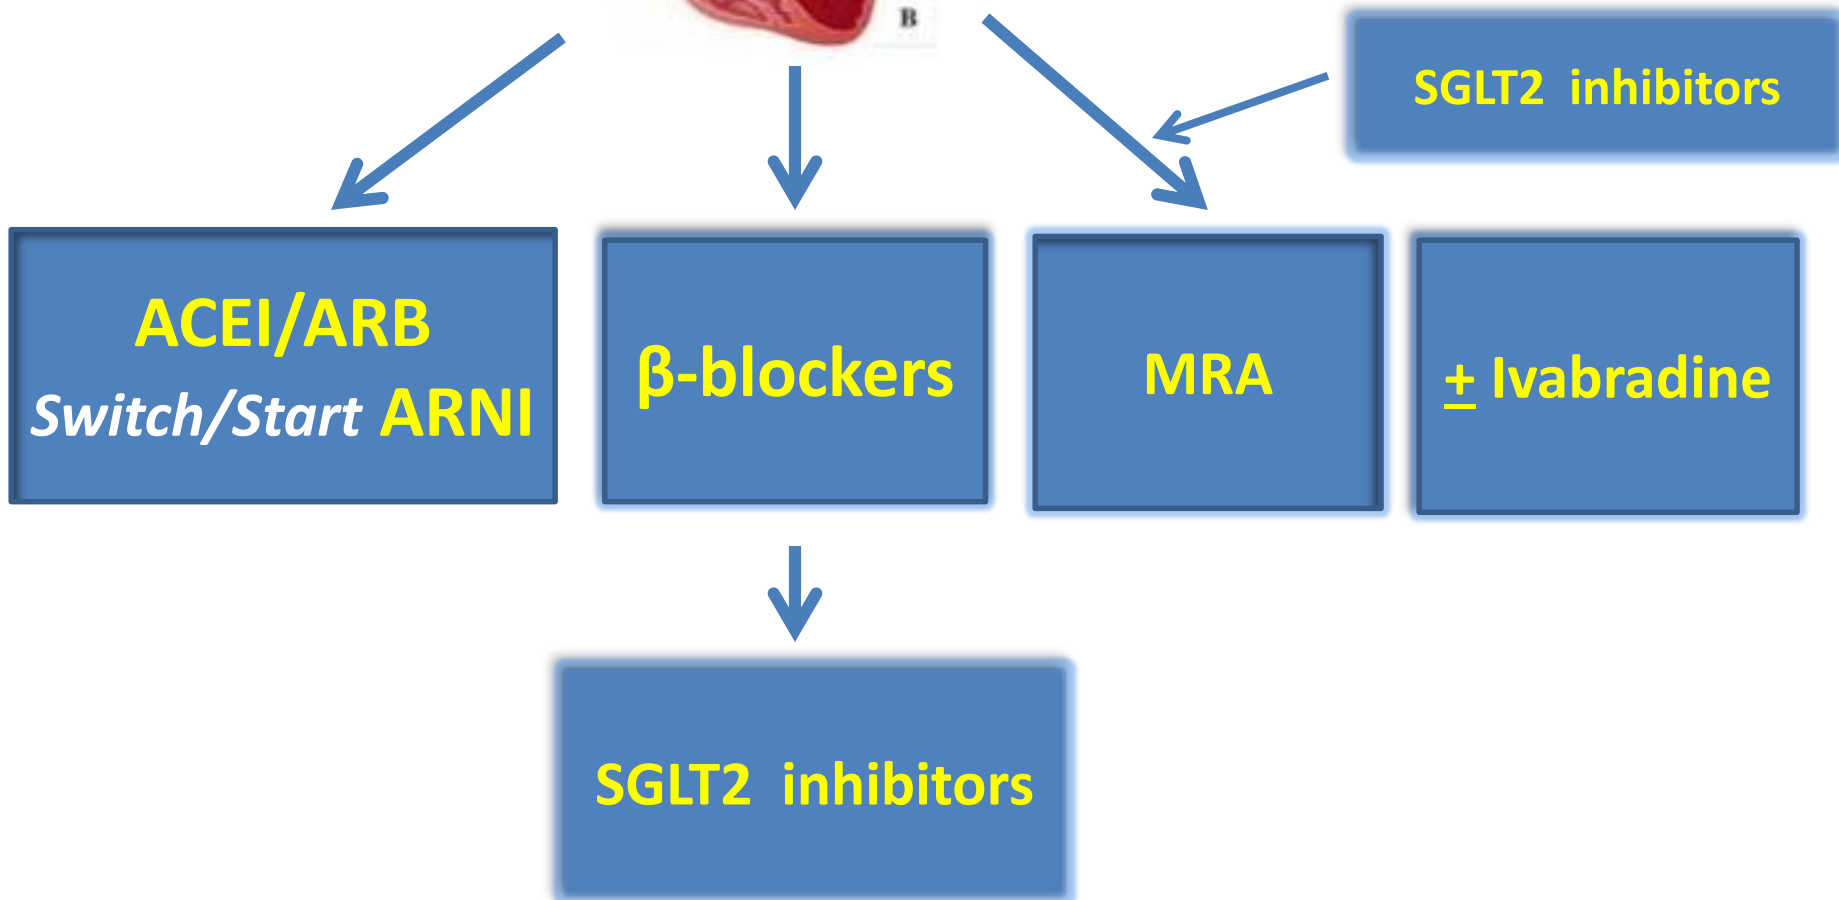 B
SGLT2 inhibitors
ACEI/ARB
Switch/Start ARNI
β-blockers
MRA
± Ivabradine
SGLT2 inhibitors